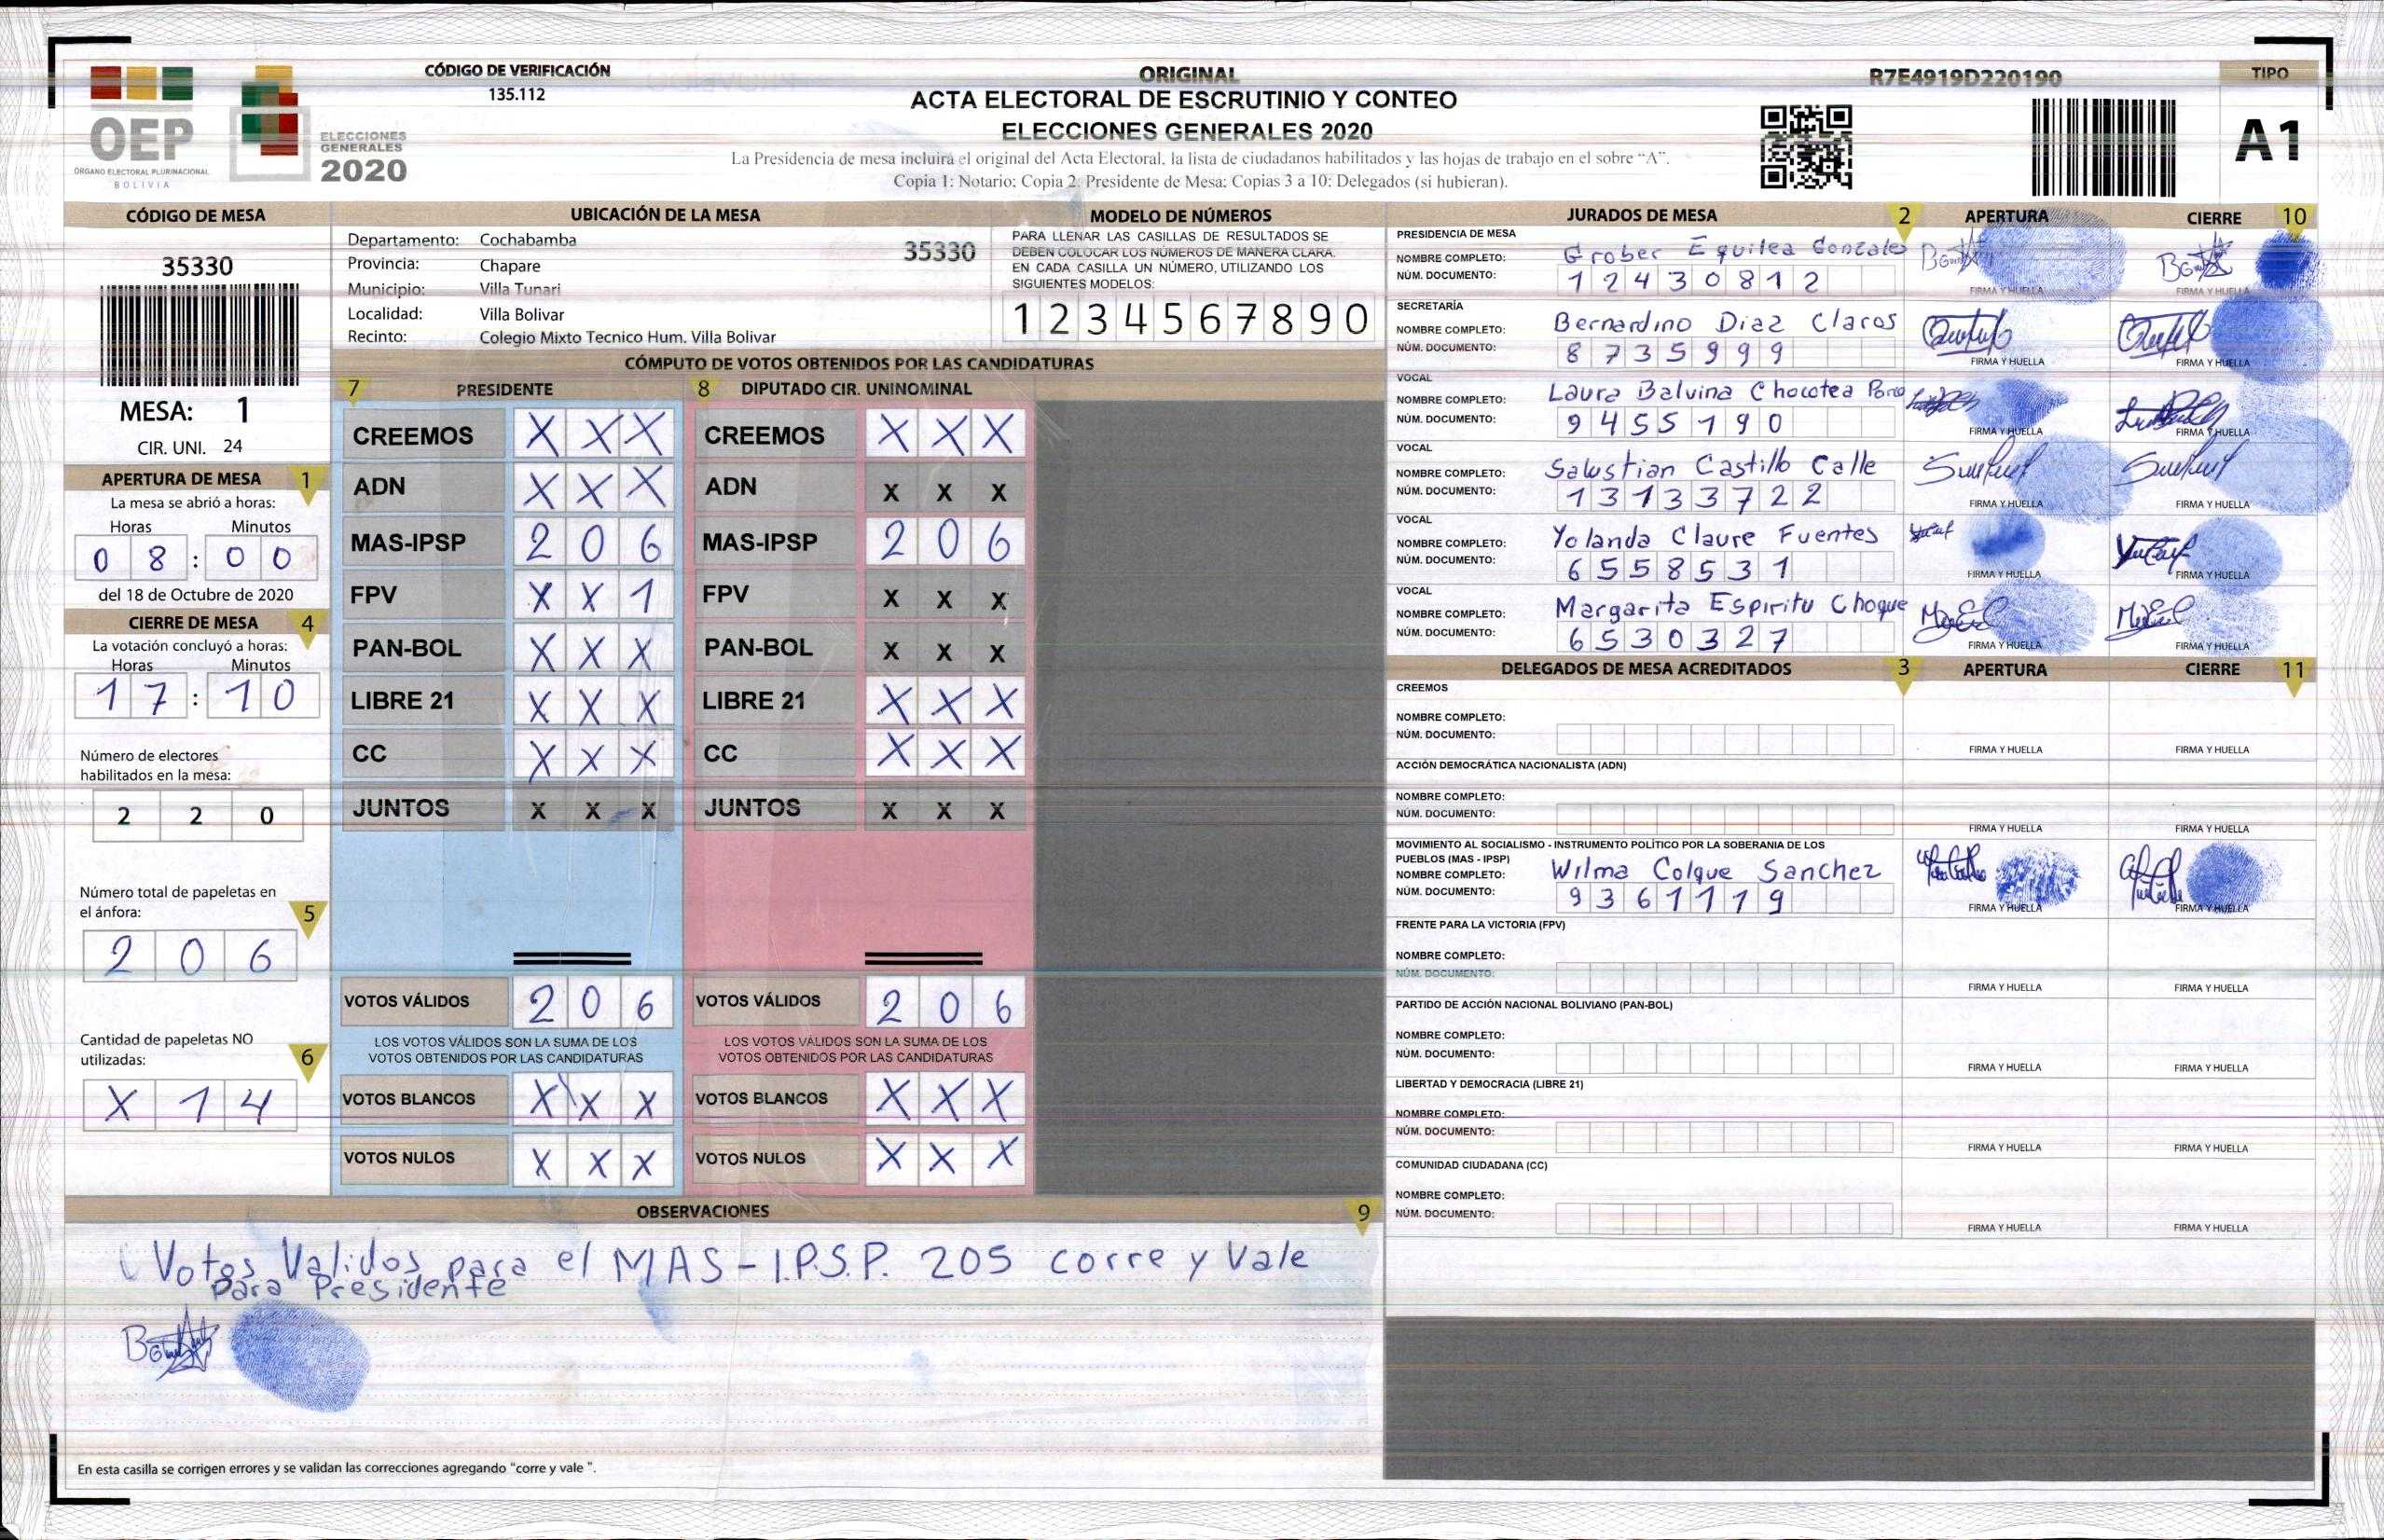 OEP
ÓRGANO ELECTORAL PLURINACIONAL
BOLIVIA
ELECCIONES
GENERALES
2020
CÓDIGO DE VERIFICACIÓN
135.112
ORIGINAL
ACTA ELECTORAL DE ESCRUTINIO Y CONTEO
ELECCIONES GENERALES 2020
La Presidencia de mesa incluirá el original del Acta Electoral, la lista de ciudadanos habilitados y las hojas de trabajo en el sobre “A”.
Copia 1: Notario; Copia 2: Presidente de Mesa; Copias 3 a 10: Delegados (si hubieran).
R7E4919D220190
TIPO
A1
CÓDIGO DE MESA
35330
MESA: 1
CIR. UNI. 24
APERTURA DE MESA 1
La mesa se abrió a horas:
Horas Minutos
0 8 : 0 0
del 18 de Octubre de 2020
CIERRE DE MESA 4
La votación concluyó a horas:
Horas Minutos
1 7 : 1 0
Número de electores
habilitados en la mesa:
2 2 0
Número total de papeletas en
el ánfora: 5
2 0 6
Cantidad de papeletas NO
utilizadas: 6
X 1 4
UBICACIÓN DE LA MESA
Departamento: Cochabamba
35330
Provincia: Chapare
Municipio: Villa Tunari
Localidad: Villa Bolivar
Recinto: Colegio Mixto Tecnico Hum. Villa Bolivar
MODELO DE NÚMEROS
PARA LLENAR LAS CASILLAS DE RESULTADOS SE
DEBEN COLOCAR LOS NÚMEROS DE MANERA CLARA.
EN CADA CASILLA UN NÚMERO, UTILIZANDO LOS
SIGUIENTES MODELOS:
1 2 3 4 5 6 7 8 9 0
CÓMPUTO DE VOTOS OBTENIDOS POR LAS CANDIDATURAS
7 PRESIDENTE
CREEMOS X X X
ADN X X X
MAS-IPSP 2 0 6
FPV X X 1
PAN-BOL X X X
LIBRE 21 X X X
CC X X X
JUNTOS X X X
VOTOS VÁLIDOS 2 0 6
LOS VOTOS VÁLIDOS SON LA SUMA DE LOS
VOTOS OBTENIDOS POR LAS CANDIDATURAS
VOTOS BLANCOS X X X
VOTOS NULOS X X X
8 DIPUTADO CIR. UNINOMINAL
CREEMOS X X X
ADN X X X
MAS-IPSP 2 0 6
FPV X X X
PAN-BOL X X X
LIBRE 21 X X X
CC X X X
JUNTOS X X X
VOTOS VÁLIDOS 2 0 6
LOS VOTOS VÁLIDOS SON LA SUMA DE LOS
VOTOS OBTENIDOS POR LAS CANDIDATURAS
VOTOS BLANCOS X X X
VOTOS NULOS X X X
OBSERVACIONES 9
Votos Validos para el MAS-I.P.S.P. 205 corre y Vale
para Presidente
En esta casilla se corrigen errores y se validan las correcciones agregando “corre y vale ”.
JURADOS DE MESA 2 APERTURA CIERRE 10
PRESIDENCIA DE MESA
NOMBRE COMPLETO: Grober Equilea Gonzales
NÚM. DOCUMENTO: 1 2 4 3 0 8 1 2
FIRMA Y HUELLA FIRMA Y HUELLA
SECRETARÍA
NOMBRE COMPLETO: Bernardino Diaz Claros
NÚM. DOCUMENTO: 8 7 3 5 9 9 9
FIRMA Y HUELLA FIRMA Y HUELLA
VOCAL
NOMBRE COMPLETO: Laura Balvina Chocotea
NÚM. DOCUMENTO: 9 4 5 5 1 9 0
FIRMA Y HUELLA FIRMA Y HUELLA
VOCAL
NOMBRE COMPLETO: Salustian Castillo Calle
NÚM. DOCUMENTO: 1 3 1 3 3 7 2 2
FIRMA Y HUELLA FIRMA Y HUELLA
VOCAL
NOMBRE COMPLETO: Yolanda Claure Fuentes
NÚM. DOCUMENTO: 6 5 5 8 5 3 1
FIRMA Y HUELLA FIRMA Y HUELLA
VOCAL
NOMBRE COMPLETO: Margarita Espiritu Choque
NÚM. DOCUMENTO: 6 5 3 0 3 2 7
FIRMA Y HUELLA FIRMA Y HUELLA
DELEGADOS DE MESA ACREDITADOS 3 APERTURA CIERRE 11
CREEMOS
NOMBRE COMPLETO:
NÚM. DOCUMENTO:
FIRMA Y HUELLA FIRMA Y HUELLA
ACCIÓN DEMOCRÁTICA NACIONALISTA (ADN)
NOMBRE COMPLETO:
NÚM. DOCUMENTO:
FIRMA Y HUELLA FIRMA Y HUELLA
MOVIMIENTO AL SOCIALISMO - INSTRUMENTO POLÍTICO POR LA SOBERANIA DE LOS
PUEBLOS (MAS - IPSP)
NOMBRE COMPLETO: Wilma Colque Sanchez
NÚM. DOCUMENTO: 9 3 6 1 1 1 9
FIRMA Y HUELLA FIRMA Y HUELLA
FRENTE PARA LA VICTORIA (FPV)
NOMBRE COMPLETO:
NÚM. DOCUMENTO:
FIRMA Y HUELLA FIRMA Y HUELLA
PARTIDO DE ACCIÓN NACIONAL BOLIVIANO (PAN-BOL)
NOMBRE COMPLETO:
NÚM. DOCUMENTO:
FIRMA Y HUELLA FIRMA Y HUELLA
LIBERTAD Y DEMOCRACIA (LIBRE 21)
NOMBRE COMPLETO:
NÚM. DOCUMENTO:
FIRMA Y HUELLA FIRMA Y HUELLA
COMUNIDAD CIUDADANA (CC)
NOMBRE COMPLETO:
NÚM. DOCUMENTO:
FIRMA Y HUELLA FIRMA Y HUELLA